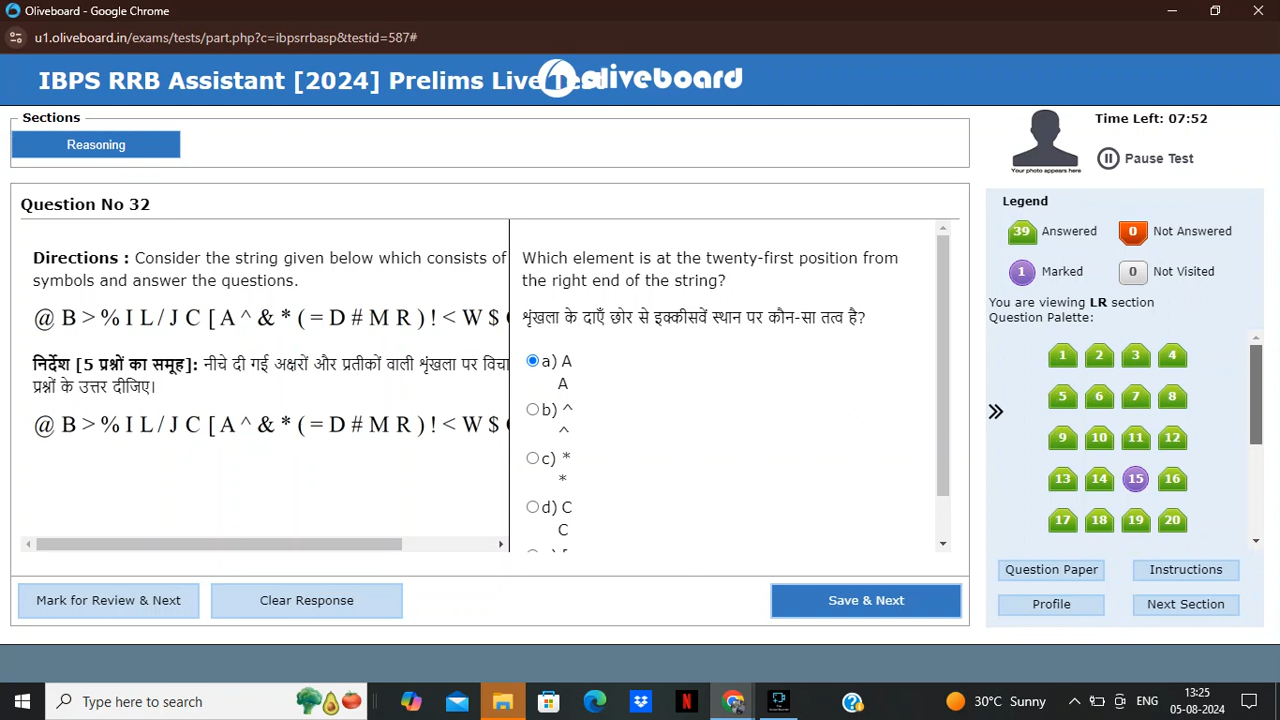 Oliveboard - Google Chrome
u1.oliveboard.in/exams/tests/part.php?c=ibpsrrbasp&testid=587#
IBPS RRB Assistant [2024] Prelims Live Test
oliveboard
Sections
Reasoning
Time Left: 07:52
Your photo appears here
Pause Test
Question No 32
Directions : Consider the string given below which consists of
symbols and answer the questions.
@ B > % I L / J C [ A ^ & * ( = D # M R ) ! < W $
निर्देश [5 प्रश्नों का समूह]: नीचे दी गई अक्षरों और प्रतीकों वाली शृंखला पर विचा
प्रश्नों के उत्तर दीजिए।
@ B > % I L / J C [ A ^ & * ( = D # M R ) ! < W $
Which element is at the twenty-first position from
the right end of the string?
शृंखला के दाएँ छोर से इक्कीसवें स्थान पर कौन-सा तत्व है?
a) A
A
b) ^
^
c) *
*
d) C
C
Legend
39 Answered
0 Not Answered
1 Marked
0 Not Visited
You are viewing LR section
Question Palette:
1 2 3 4
5 6 7 8
9 10 11 12
13 14 15 16
17 18 19 20
Mark for Review & Next
Clear Response
Save & Next
Question Paper
Instructions
Profile
Next Section
Type here to search
30°C Sunny
ENG
13:25
05-08-2024